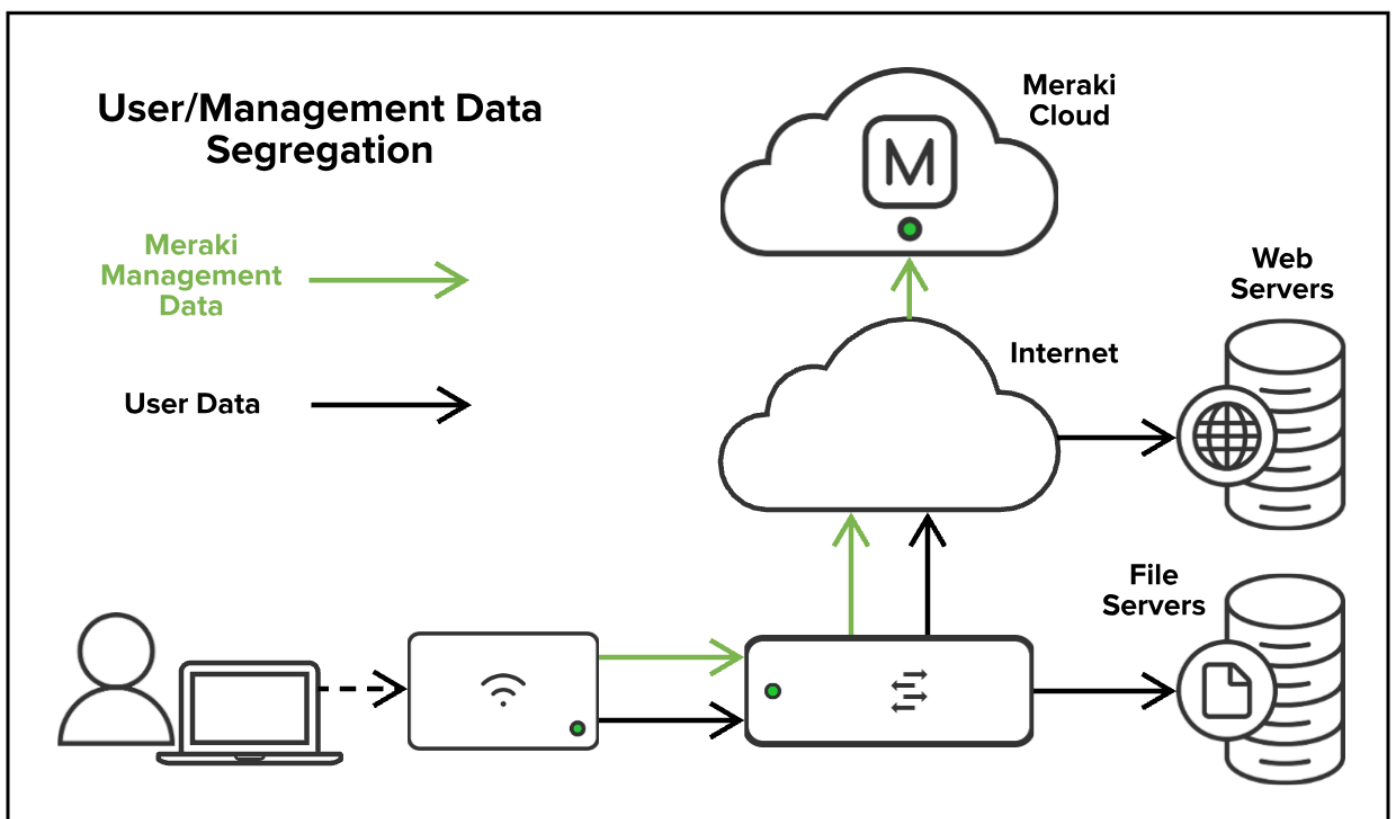 User/Management Data
Segregation
Meraki
Management
Data
User Data
Meraki
Cloud
M
Internet
Web
Servers
File
Servers